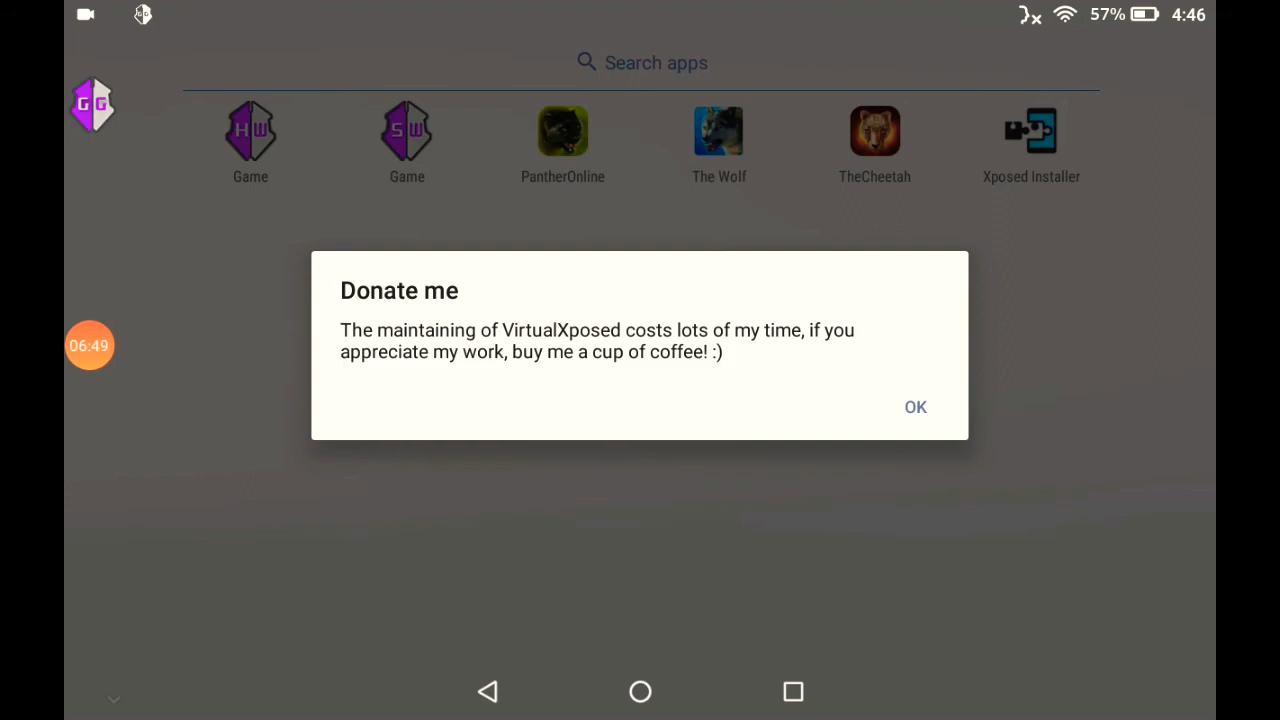 57% 4:46
Search apps
GG
HW
SW
Game
Game
PantherOnline
The Wolf
TheCheetah
Xposed Installer
Donate me
The maintaining of VirtualXposed costs lots of my time, if you
appreciate my work, buy me a cup of coffee! :)
06:49
OK